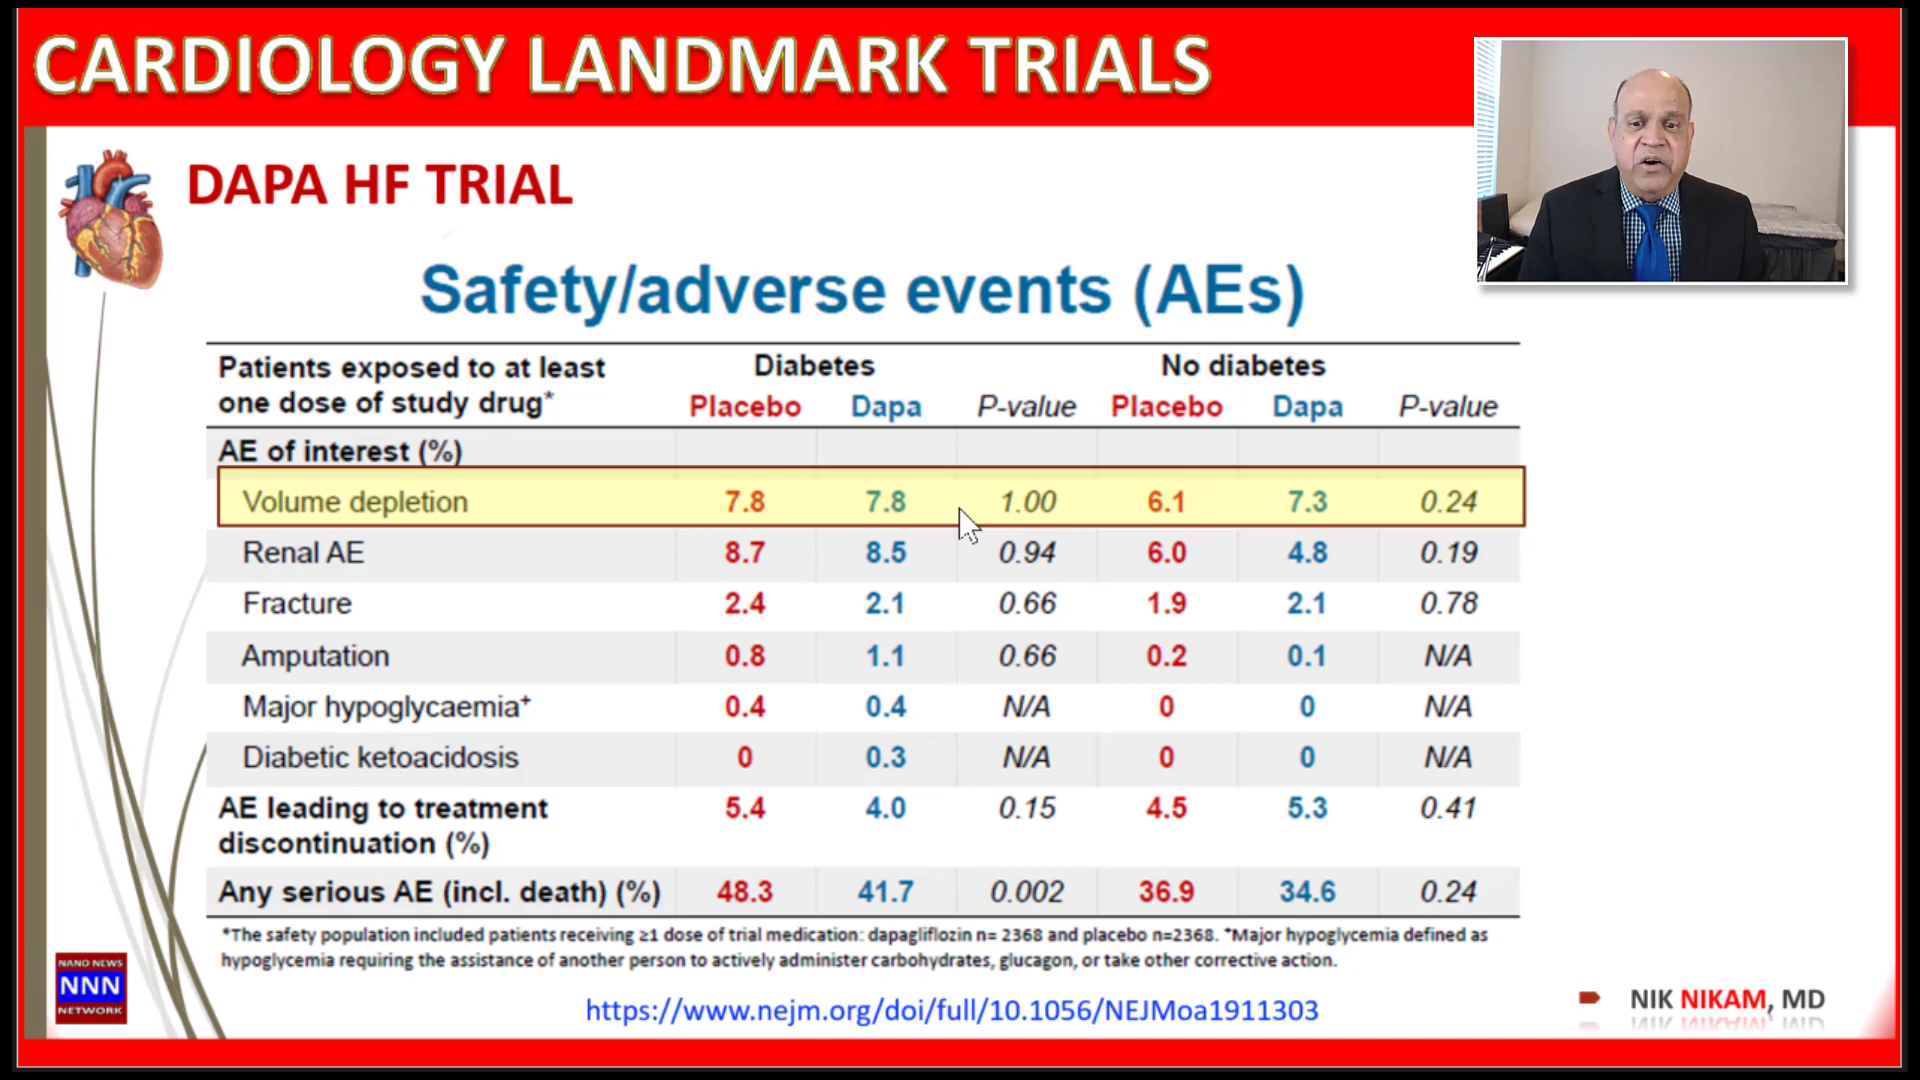 CARDIOLOGY LANDMARK TRIALS
DAPA HF TRIAL
Safety/adverse events (AEs)
Patients exposed to at least one dose of study drug* Diabetes No diabetes
Placebo Dapa P-value Placebo Dapa P-value
AE of interest (%)
Volume depletion 7.8 7.8 1.00 6.1 7.3 0.24
Renal AE 8.7 8.5 0.94 6.0 4.8 0.19
Fracture 2.4 2.1 0.66 1.9 2.1 0.78
Amputation 0.8 1.1 0.66 0.2 0.1 N/A
Major hypoglycaemia+ 0.4 0.4 N/A 0 0 N/A
Diabetic ketoacidosis 0 0.3 N/A 0 0 N/A
AE leading to treatment 5.4 4.0 0.15 4.5 5.3 0.41
discontinuation (%)
Any serious AE (incl. death) (%) 48.3 41.7 0.002 36.9 34.6 0.24
*The safety population included patients receiving ≥1 dose of trial medication: dapagliflozin n= 2368 and placebo n=2368. +Major hypoglycemia defined as
hypoglycemia requiring the assistance of another person to actively administer carbohydrates, glucagon, or take other corrective action.
NANO NEWS
NNN
NETWORK
https://www.nejm.org/doi/full/10.1056/NEJMoa1911303
NIK NIKAM, MD